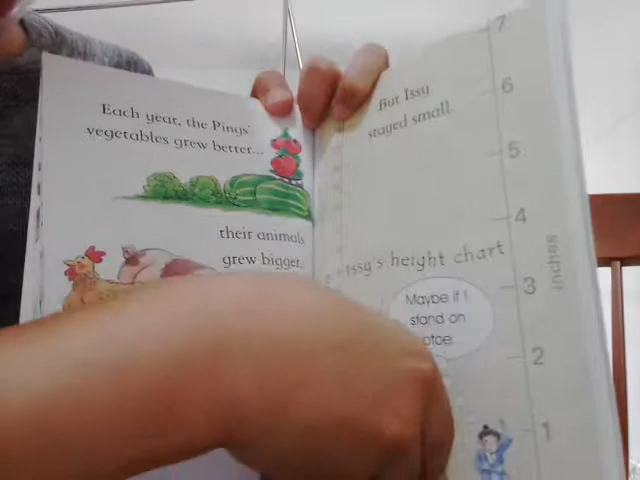 Each year, the Pings'
vegetables grew better...
their animals
grew bigger.
But Issy
stayed small.
7
6
5
4
Issy's height chart
inches
3
Maybe if I
stand on
2
1